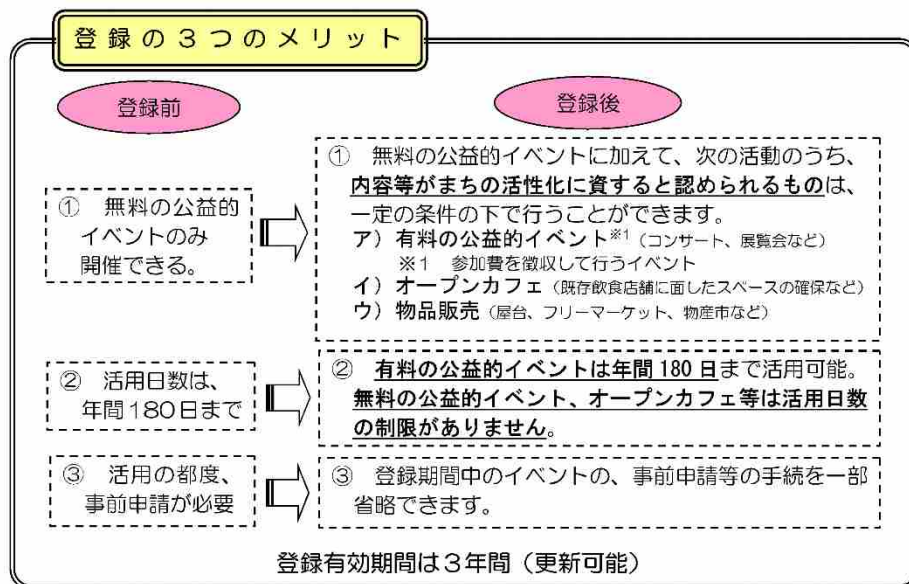 登録の３つのメリット
登録前
登録後
① 無料の公益的
イベントのみ
開催できる。
① 無料の公益的イベントに加えて、次の活動のうち、
内容等がまちの活性化に資すると認められるものは、
一定の条件の下で行うことができます。
ア）有料の公益的イベント※1（コンサート、展覧会など）
※１ 参加費を徴収して行うイベント
イ）オープンカフェ（既存飲食店舗に面したスペースの確保など）
ウ）物品販売（屋台、フリーマーケット、物産市など）
② 活用日数は、
年間180日まで
② 有料の公益的イベントは年間180日まで活用可能。
無料の公益的イベント、オープンカフェ等は活用日数
の制限がありません。
③ 活用の都度、
事前申請が必要
③ 登録期間中のイベントの、事前申請等の手続を一部
省略できます。
登録有効期間は３年間（更新可能）